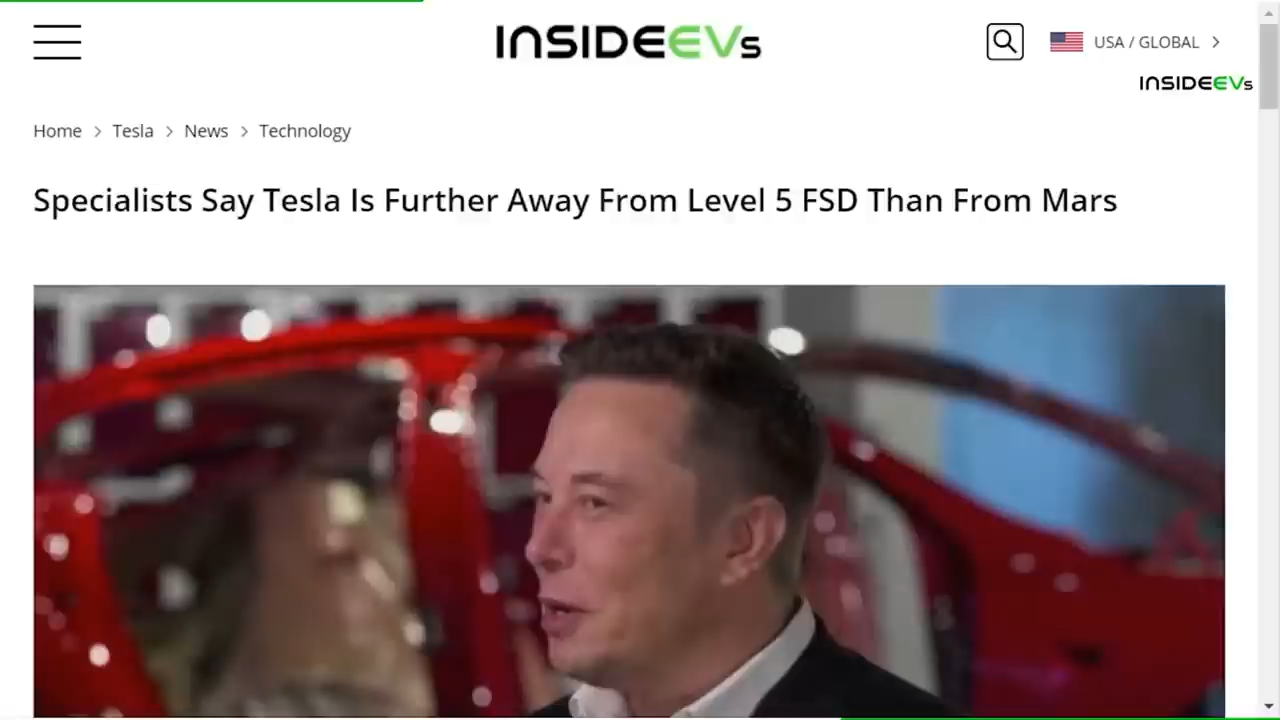 INSIDEEVs
USA / GLOBAL
INSIDEEVs
Home > Tesla > News > Technology
Specialists Say Tesla Is Further Away From Level 5 FSD Than From Mars